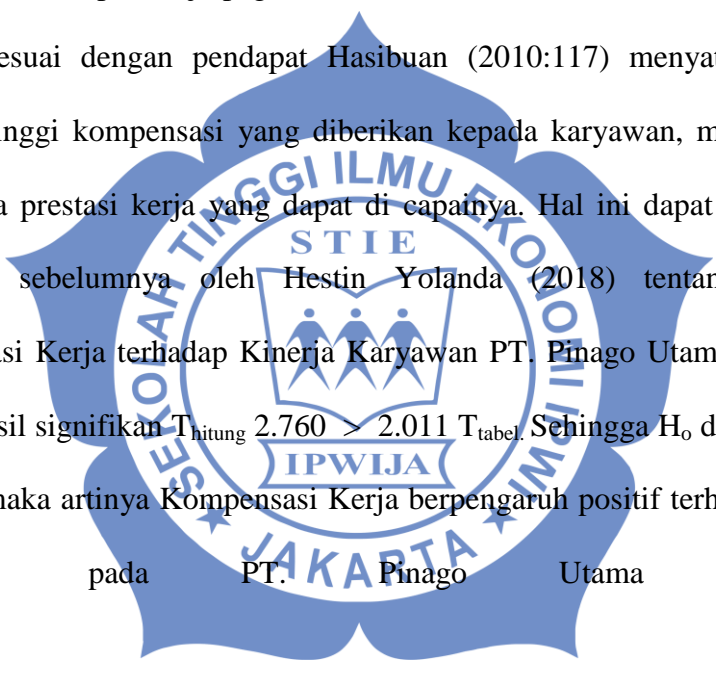 esuai dengan pendapat Hasibuan (2010:117) menyat
inggi kompensasi yang diberikan kepada karyawan, m
a prestasi kerja yang dapat di capainya. Hal ini dapat
sebelumnya oleh Hestin Yolanda (2018) tentan
asi Kerja terhadap Kinerja Karyawan PT. Pinago Utam
sil signifikan Thitung 2.760 > 2.011 Ttabel. Sehingga Ho d
maka artinya Kompensasi Kerja berpengaruh positif terh
pada PT. Pinago Utama
SEKOLAH TINGGI ILMU EKONOMI IPWI
STIE
IPWIJA
JAKARTA